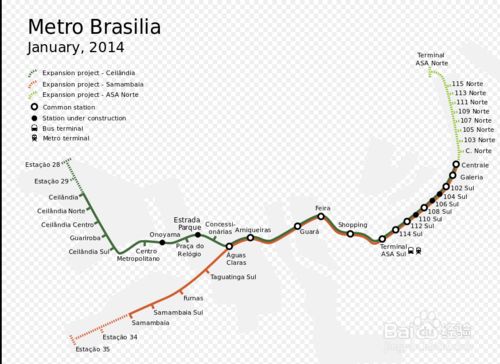 Metro Brasilia
January, 2014
Expansion project - Ceilândia
Expansion project - Samambaia
Expansion project - ASA Norte
Common station
Station under construction
Bus terminal
Metro terminal
Terminal
ASA Norte
115 Norte
113 Norte
111 Norte
109 Norte
107 Norte
105 Norte
103 Norte
C. Norte
Centrale
Galeria
102 Sul
104 Sul
106 Sul
108 Sul
110 Sul
112 Sul
114 Sul
Terminal
ASA Sul
Shopping
Feira
Guará
Arniqueiras
Águas
Claras
Concessi-
onárias
Estrada
Parque
Praça do
Relógio
Onoyama
Centro
Metropolitano
Ceilândia Sul
Guariroba
Ceilândia Centro
Ceilândia Norte
Ceilândia
Estação 29
Estação 28
Taguatinga Sul
Furnas
Samambaia Sul
Samambaia
Estação 34
Estação 35
Bai 经验